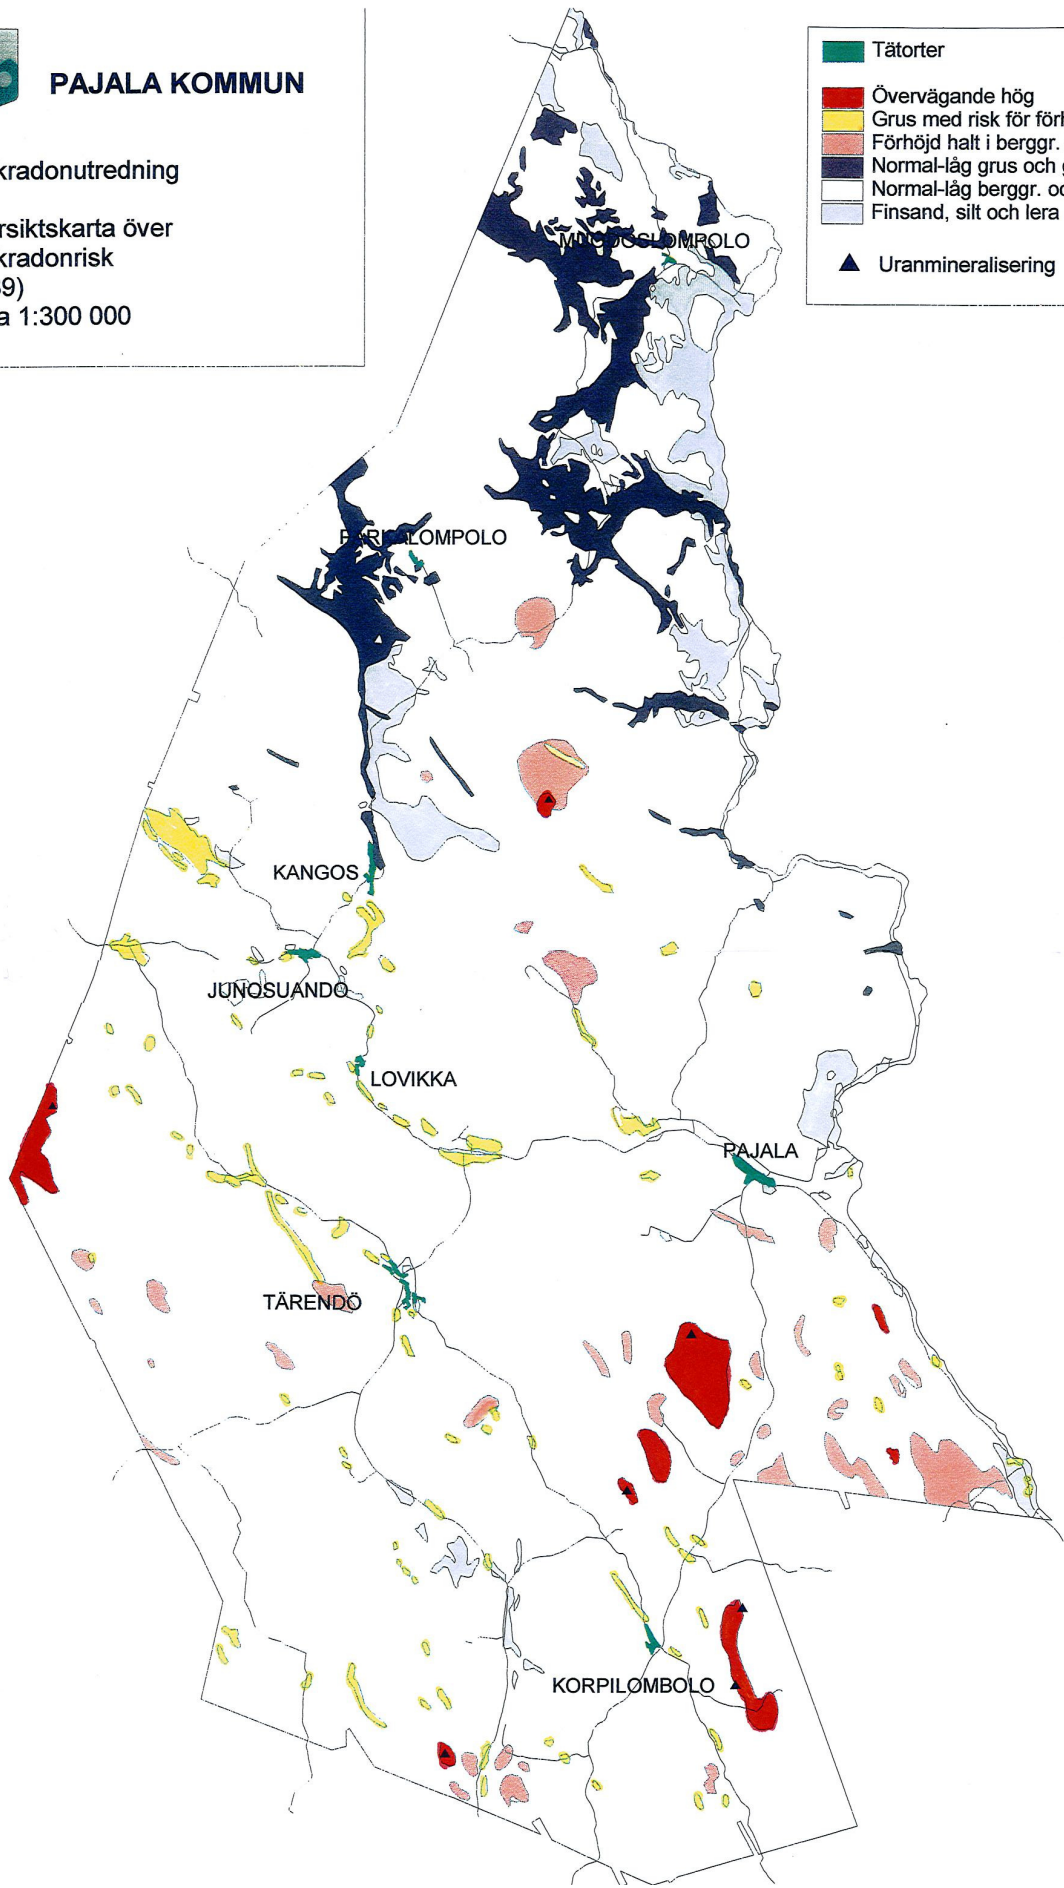 PAJALA KOMMUN
kradonutredning
rsiktskarta över
kradonrisk
9)
a 1:300 000
Tätorter
Övervägande hög
Grus med risk för förh
Förhöjd halt i berggr.
Normal-låg grus och g
Normal-låg berggr. oc
Finsand, silt och lera
Uranmineralisering
MUODOSLOMPOLO
PARKALOMPOLO
KANGOS
JUNOSUANDO
LOVIKKA
PAJALA
TÄRENDÖ
KORPILOMBOLO